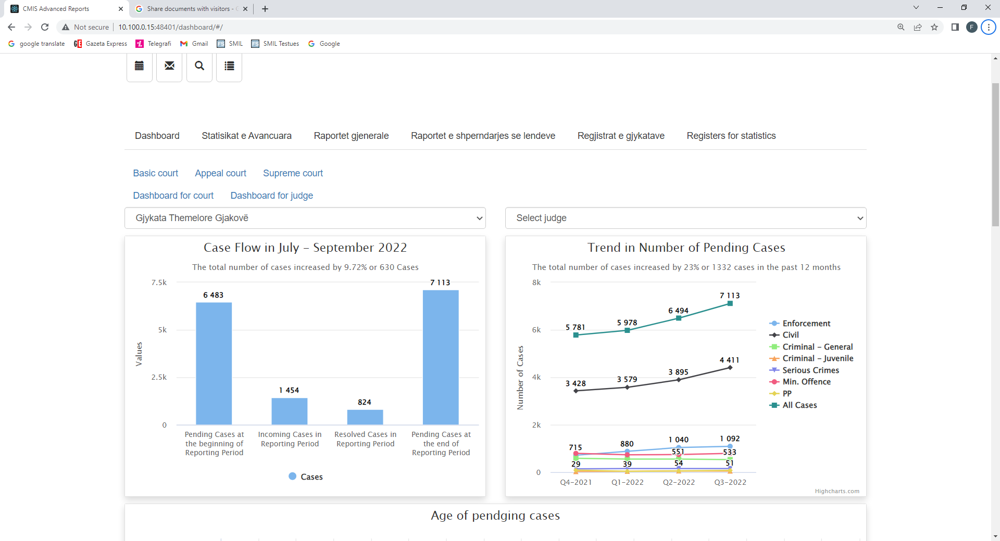 CMIS Advanced Reports
Share documents with visitors -
Not secure 10.100.0.15:48401/dashboard/#/
F
google translate Gazeta Express Telegrafi Gmail SMIL SMIL Testues Google
Dashboard Statisikat e Avancuara Raportet gjenerale Raportet e shperndarjes se lendeve Regjistrat e gjykatave Registers for statistics
Basic court Appeal court Supreme court
Dashboard for court Dashboard for judge
Gjykata Themelore Gjakovë
Select judge
Case Flow in July – September 2022
The total number of cases increased by 9.72% or 630 Cases
Values
7.5k
5k
2.5k
0
6 483
1 454
824
7 113
Pending Cases at
the beginning of
Reporting Period
Incoming Cases in
Reporting Period
Resolved Cases in
Reporting Period
Pending Cases at
the end of
Reporting Period
Cases
Trend in Number of Pending Cases
The total number of cases increased by 23% or 1332 cases in the past 12 months
Number of Cases
8k
6k
4k
2k
0
5 781 5 978 6 494 7 113
3 428 3 579 3 895 4 411
715 880 1 040 1 092
551 533
29 39 54 51
Q4-2021 Q1-2022 Q2-2022 Q3-2022
Enforcement
Civil
Criminal – General
Criminal – Juvenile
Serious Crimes
Min. Offence
PP
All Cases
Highcharts.com
Age of pendging cases